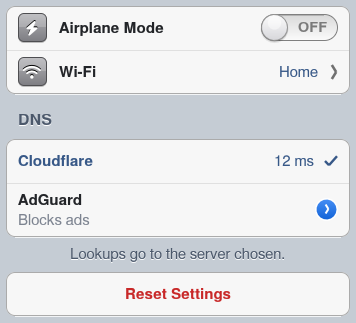 Airplane Mode OFF
Wi-Fi Home
DNS
Cloudflare 12 ms
AdGuard
Blocks ads
Lookups go to the server chosen.
Reset Settings